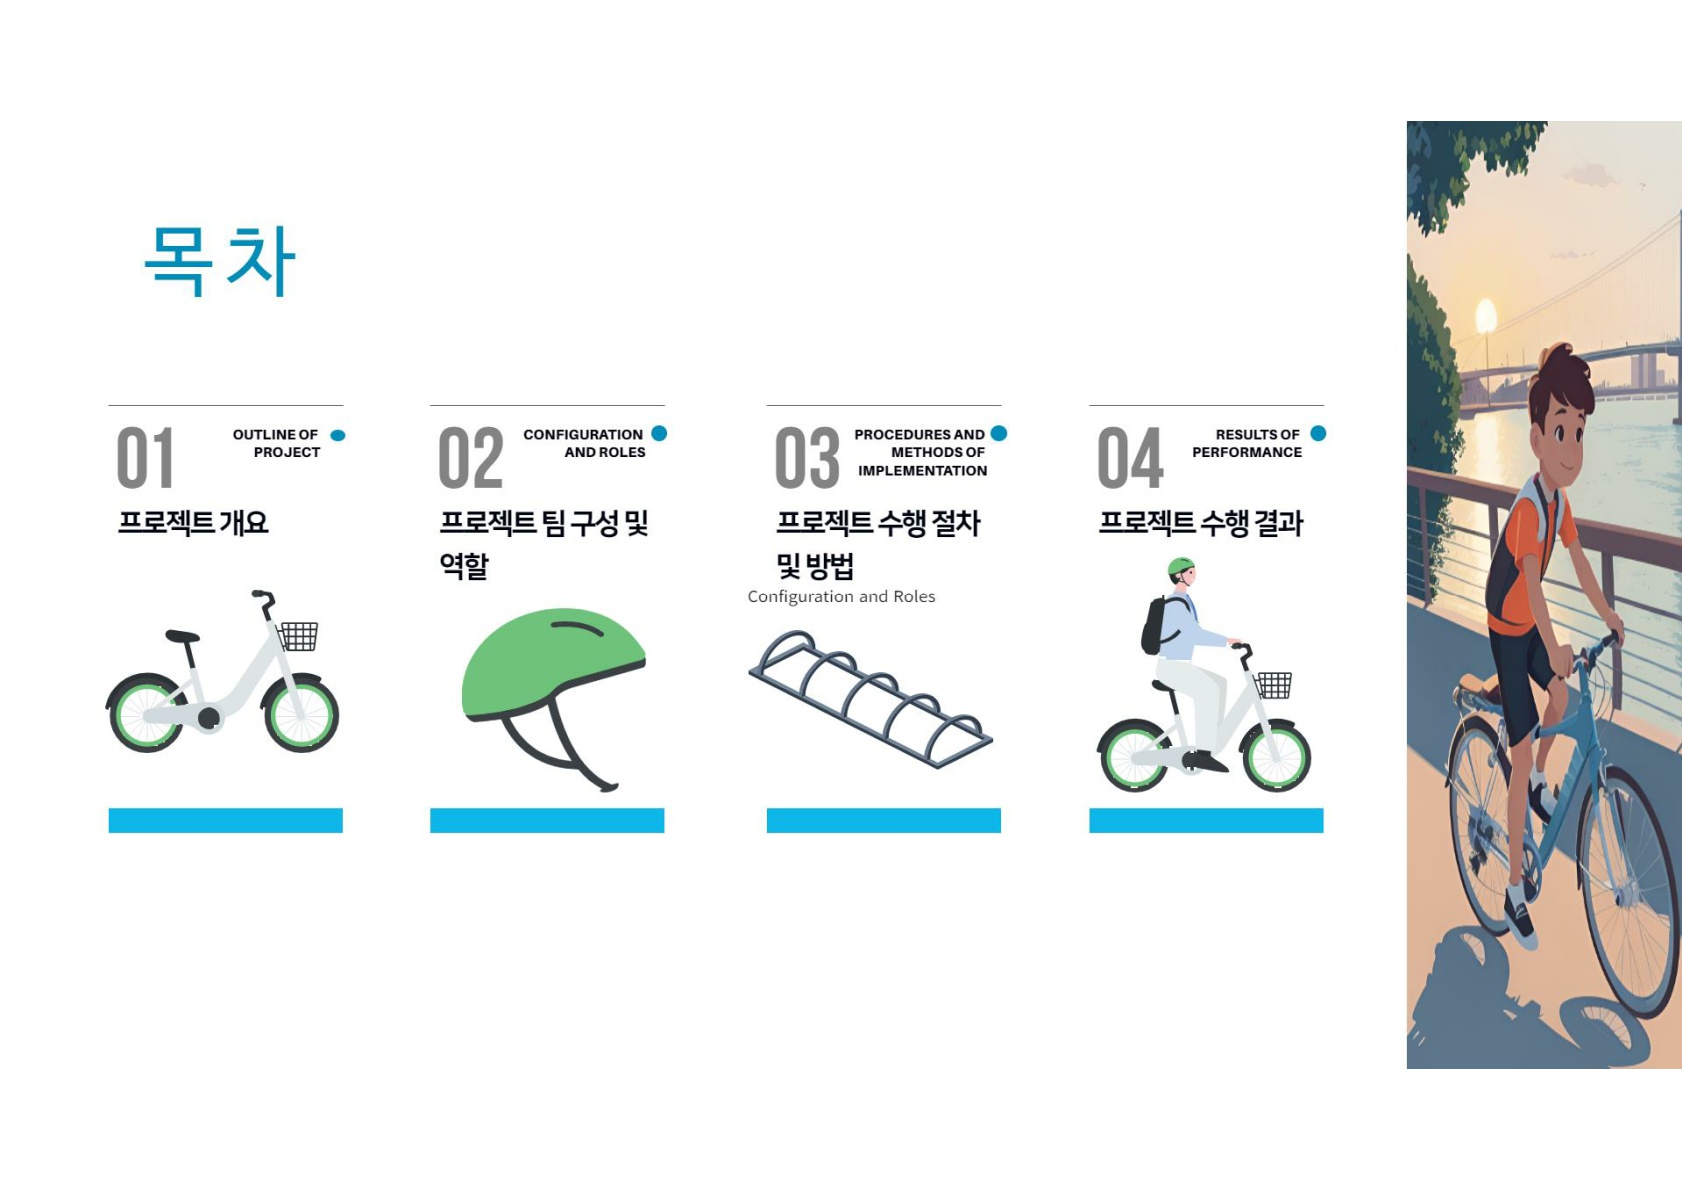 목차
01
OUTLINE OF
PROJECT
프로젝트 개요
02
CONFIGURATION
AND ROLES
프로젝트 팀 구성 및
역할
03
PROCEDURES AND
METHODS OF
IMPLEMENTATION
프로젝트 수행 절차
및 방법
Configuration and Roles
04
RESULTS OF
PERFORMANCE
프로젝트 수행 결과